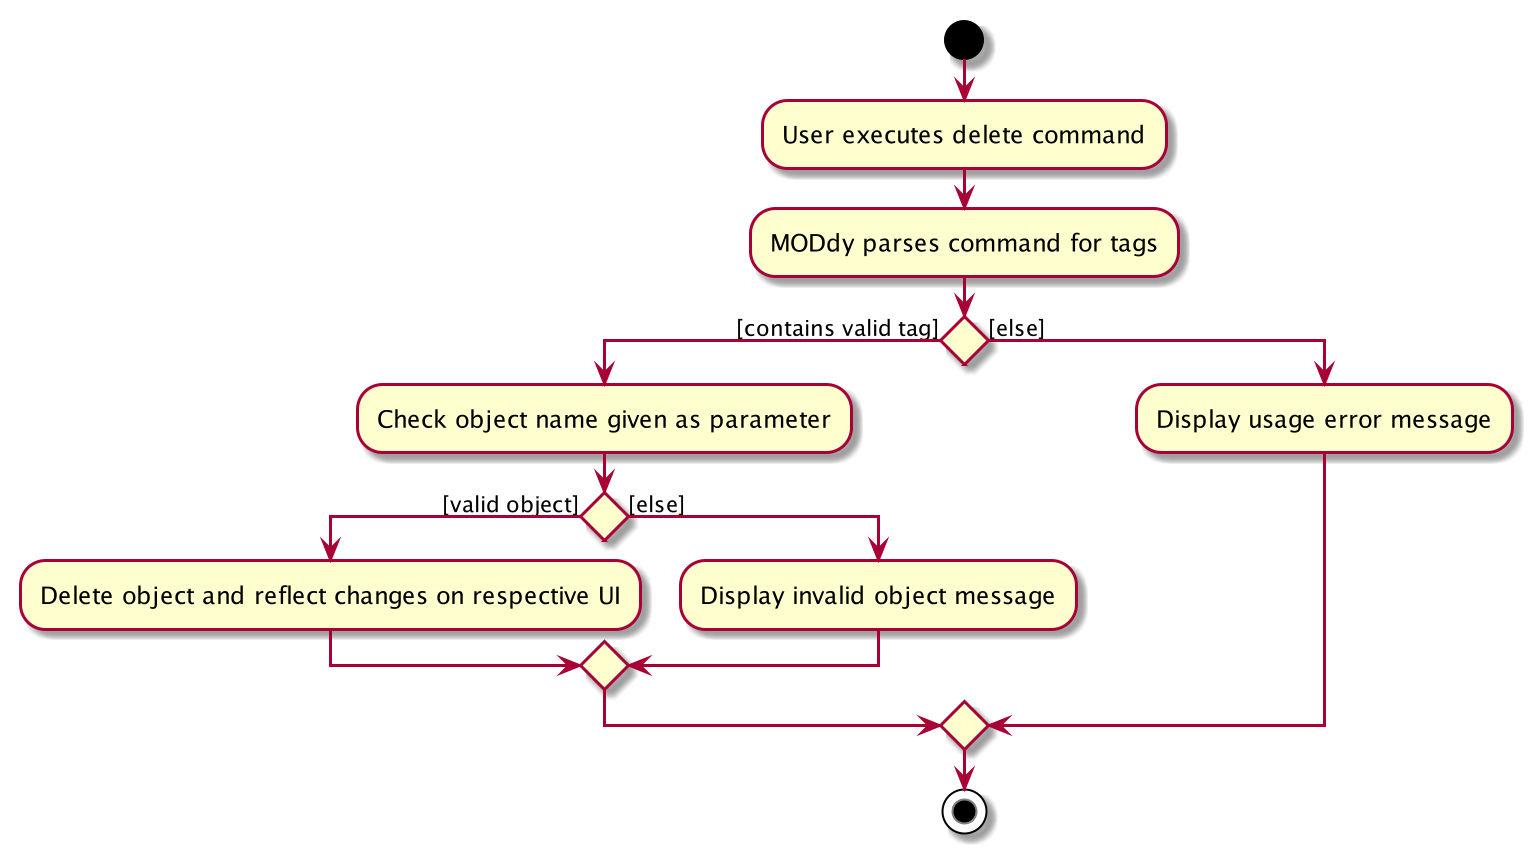 User executes delete command
MODdy parses command for tags
[contains valid tag]
[else]
Check object name given as parameter
Display usage error message
[valid object]
[else]
Delete object and reflect changes on respective UI
Display invalid object message